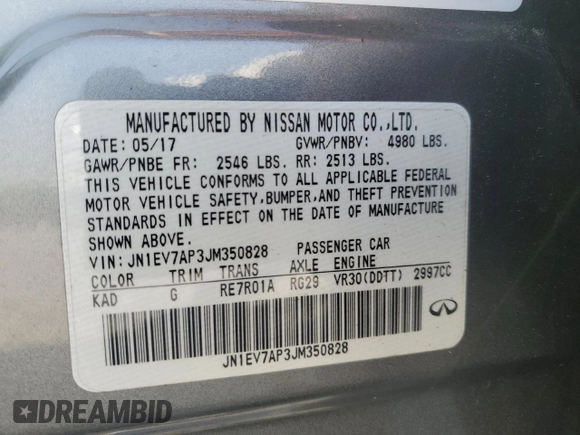 MANUFACTURED BY NISSAN MOTOR CO.,LTD.
DATE: 05/17 GVWR/PNBV: 4980 LBS.
GAWR/PNBE FR: 2546 LBS. RR: 2513 LBS.
THIS VEHICLE CONFORMS TO ALL APPLICABLE FEDERAL
MOTOR VEHICLE SAFETY,BUMPER,AND THEFT PREVENTION
STANDARDS IN EFFECT ON THE DATE OF MANUFACTURE
SHOWN ABOVE.
VIN: JN1EV7AP3JM350828 PASSENGER CAR
COLOR TRIM TRANS AXLE ENGINE
KAD G RE7R01A RG29 VR30(DDTT) 2997CC
JN1EV7AP3JM350828
DREAMBID